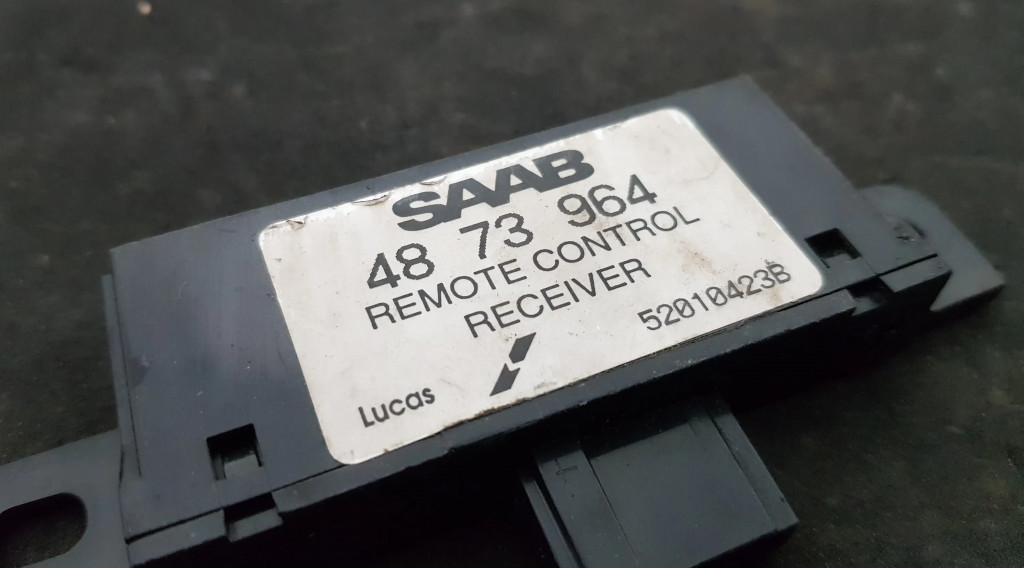 SAAB
48 73 964
REMOTE CONTROL
RECEIVER
52010423B
Lucas